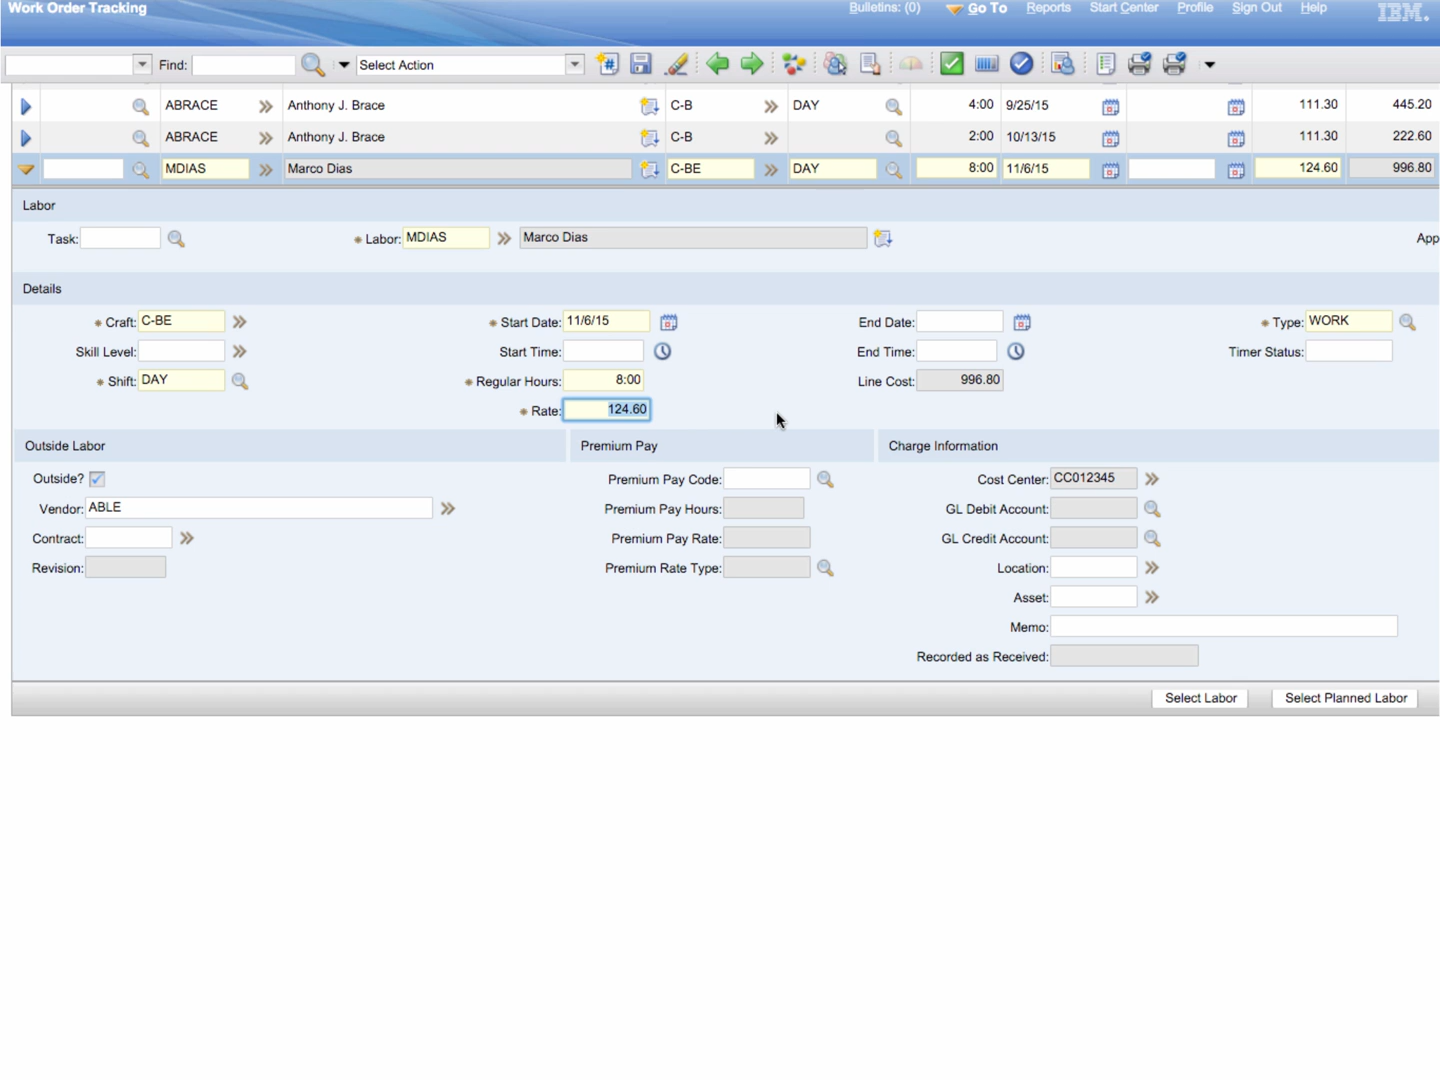 Work Order Tracking Bulletins: (0) Go To Reports Start Center Profile Sign Out Help IBM.
Find: Select Action
ABRACE Anthony J. Brace C-B DAY 4:00 9/25/15 111.30 445.20
ABRACE Anthony J. Brace C-B 2:00 10/13/15 111.30 222.60
MDIAS Marco Dias C-BE DAY 8:00 11/6/15 124.60 996.80
Labor
Task: Labor: MDIAS Marco Dias App
Details
Craft: C-BE Start Date: 11/6/15 End Date: Type: WORK
Skill Level: Start Time: End Time: Timer Status:
Shift: DAY Regular Hours: 8:00 Line Cost: 996.80
Rate: 124.60
Outside Labor Premium Pay Charge Information
Outside? Premium Pay Code: Cost Center: CC012345
Vendor: ABLE Premium Pay Hours: GL Debit Account:
Contract: Premium Pay Rate: GL Credit Account:
Revision: Premium Rate Type: Location:
Asset:
Memo:
Recorded as Received:
Select Labor Select Planned Labor